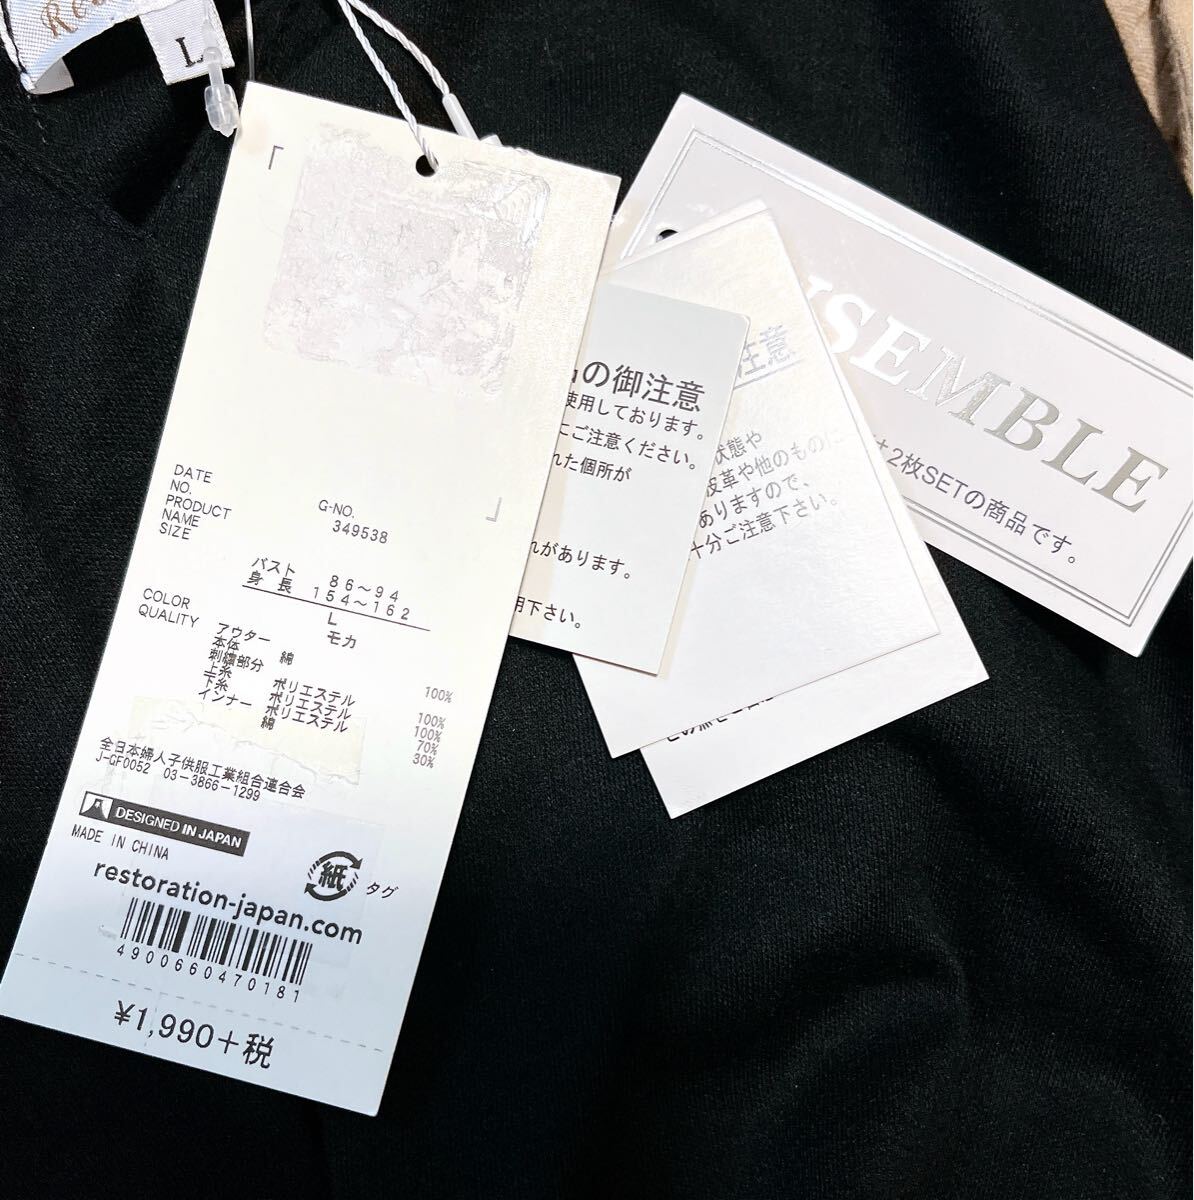 L
「
」
DATE
NO. G-NO.
PRODUCT 349538
NAME
SIZE
バスト 86～94
身 長 154～162
L
COLOR モカ
QUALITY
アウター
本体 綿 100%
刺繍部分
上糸 ポリエステル 100%
下糸 ポリエステル 100%
インナー ポリエステル 70%
綿 30%
全日本婦人子供服工業組合連合会
J-GF0052 03-3866-1299
DESIGNED IN JAPAN
MADE IN CHINA
紙 タグ
restoration-japan.com
4900660470181
¥1,990+税
の御注意
使用しております。
にご注意ください。
れた個所が
れがあります。
用下さい。
注意
状態や
皮革や他のものに
ありますので、
十分ご注意下さい。
NSEMBLE
2枚SETの商品です。